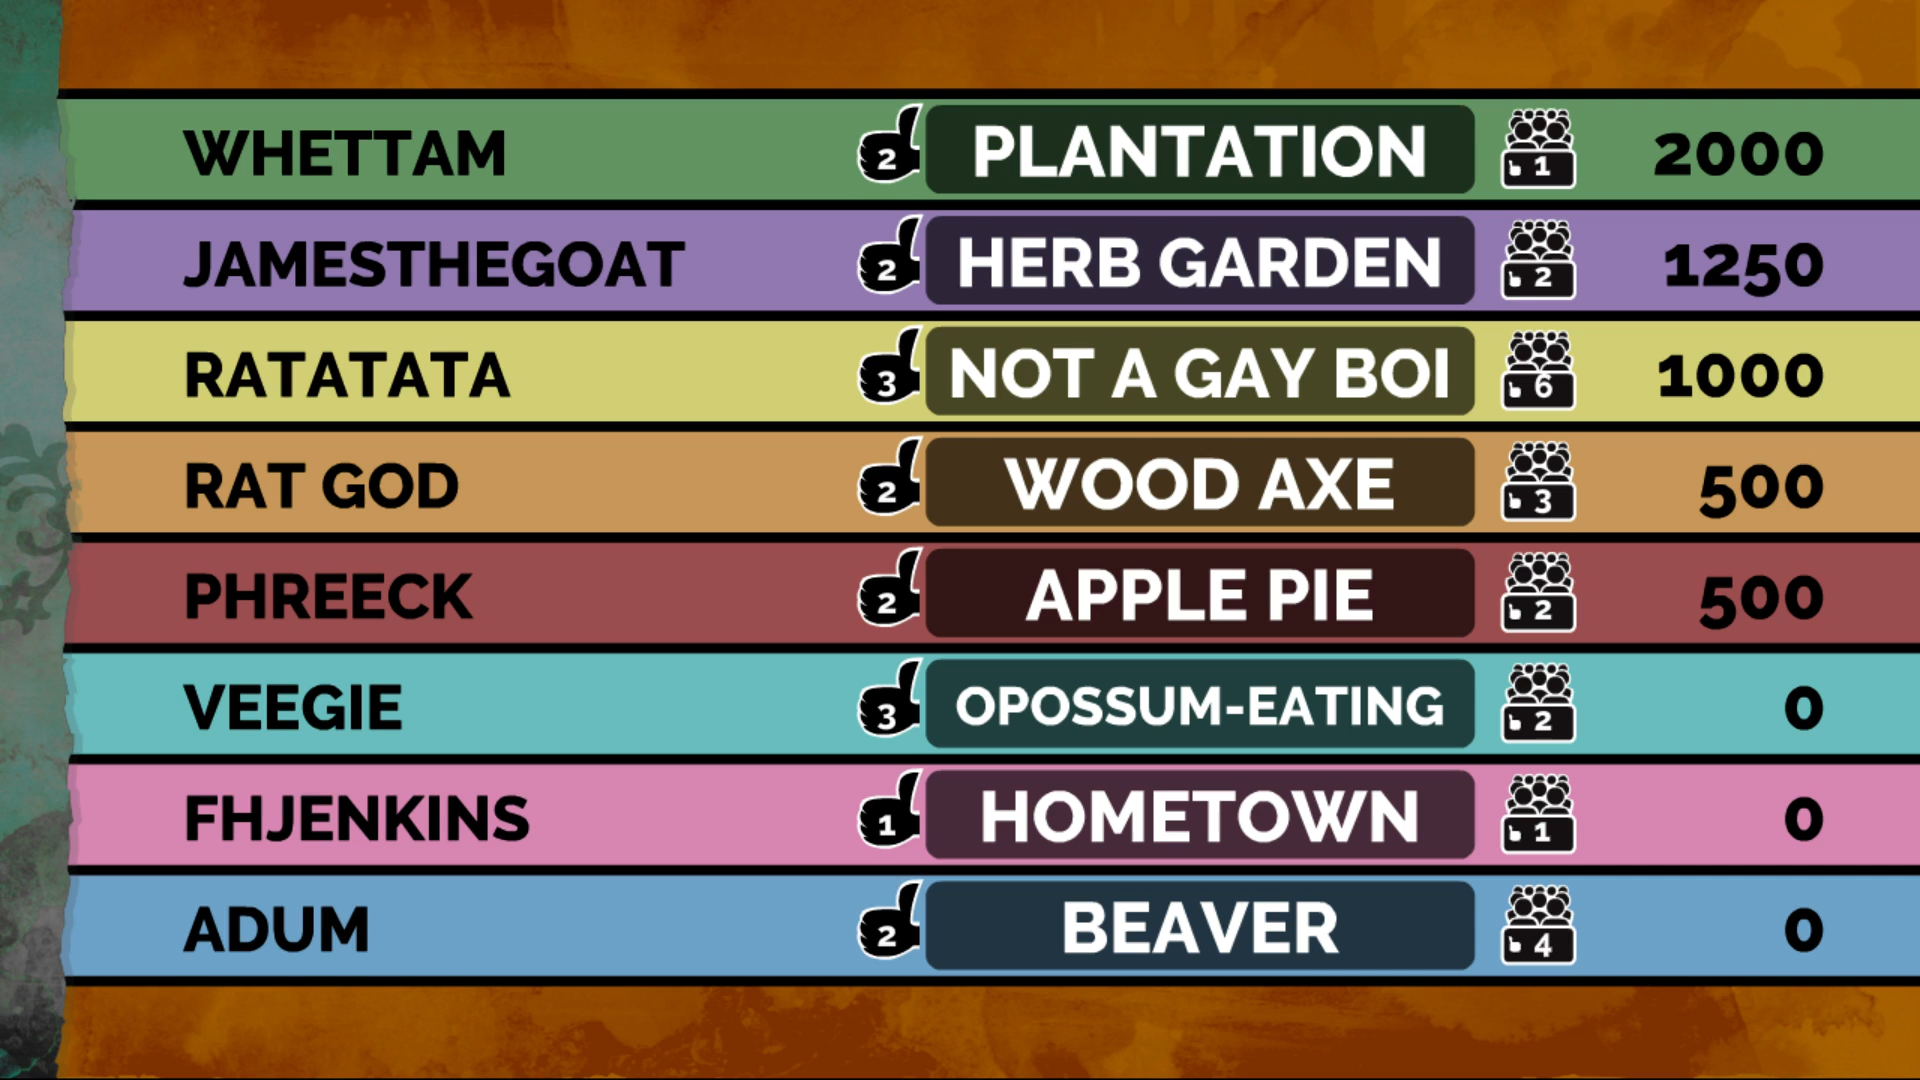 WHETTAM 2 PLANTATION 1 2000
JAMESTHEGOAT 2 HERB GARDEN 2 1250
RATATATA 3 NOT A GAY BOI 6 1000
RAT GOD 2 WOOD AXE 3 500
PHREECK 2 APPLE PIE 2 500
VEEGIE 3 OPOSSUM-EATING 2 0
FHJENKINS 1 HOMETOWN 1 0
ADUM 2 BEAVER 4 0